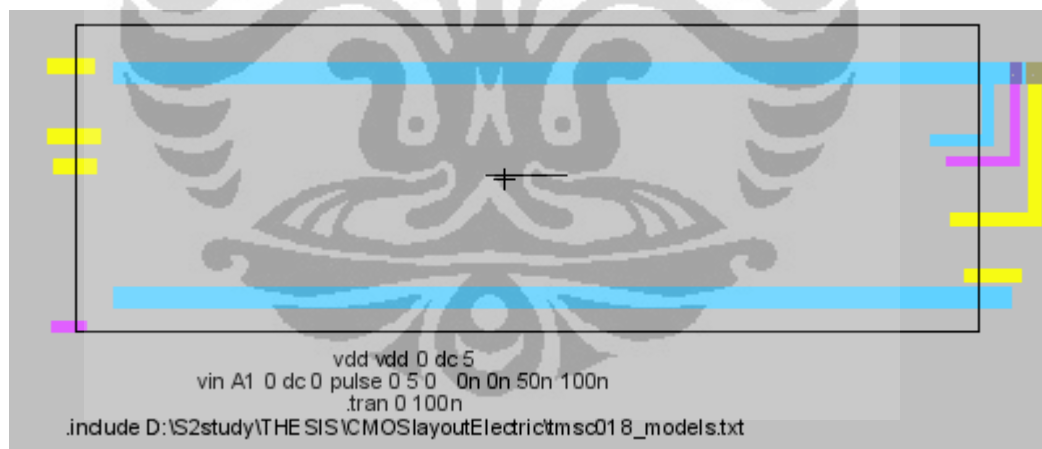 vdd vdd 0 dc 5
vin A1 0 dc 0 pulse 0 5 0 0n 0n 50n 100n
.tran 0 100n
.include D:\S2study\THESIS\CMOSlayoutElectric\tmsc018_models.txt